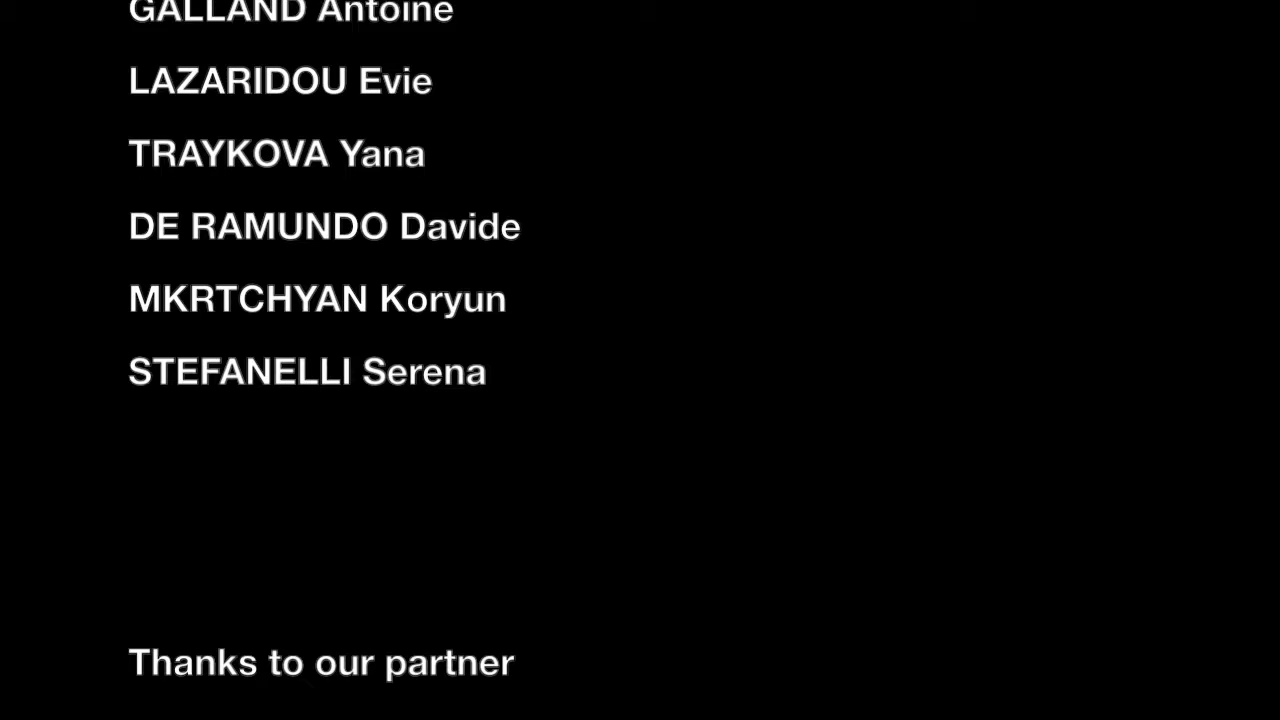 GALLAND Antoine
LAZARIDOU Evie
TRAYKOVA Yana
DE RAMUNDO Davide
MKRTCHYAN Koryun
STEFANELLI Serena
Thanks to our partner